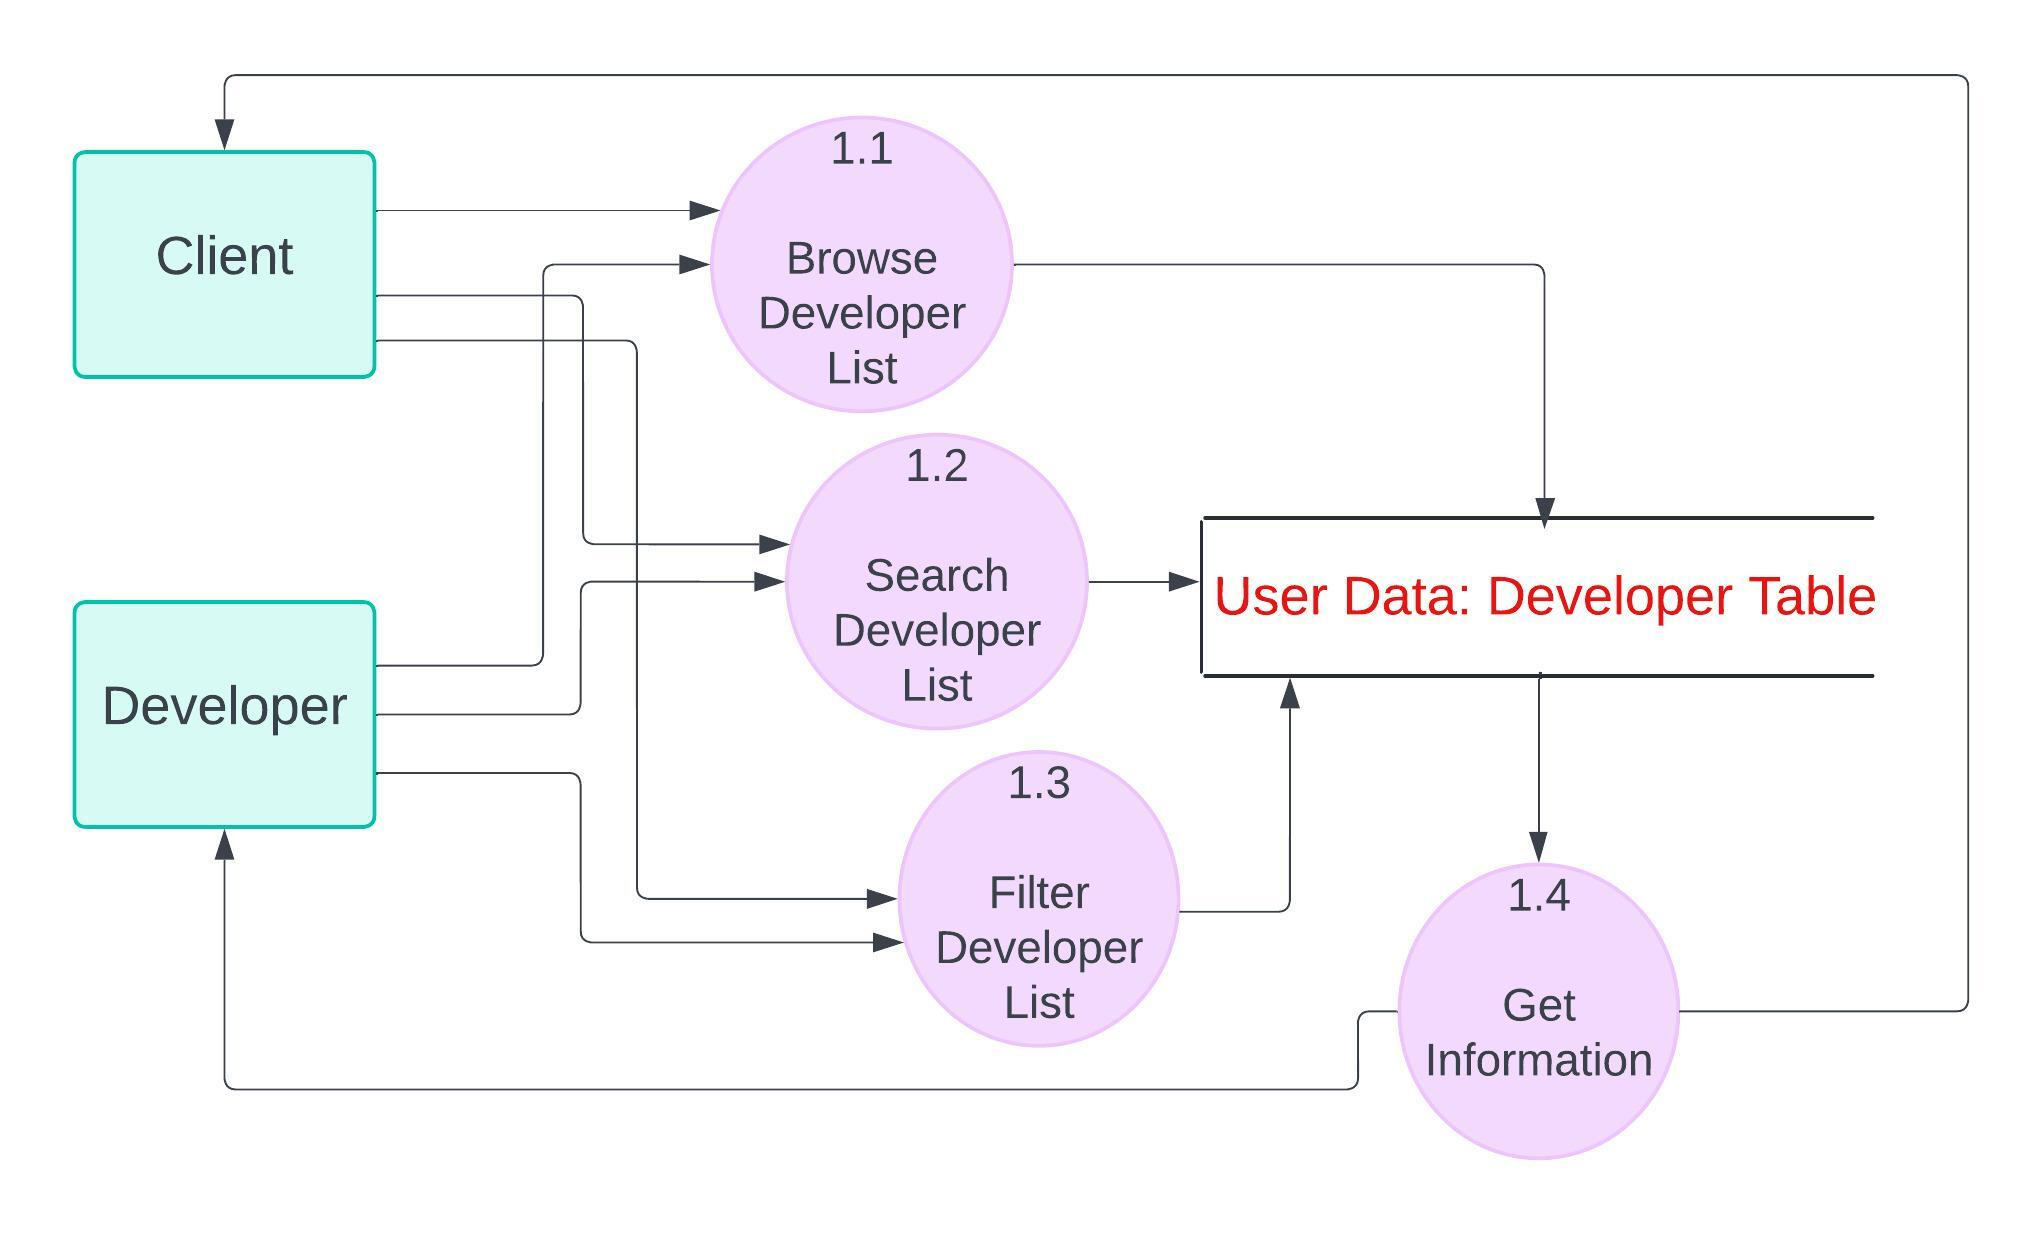 Client
Developer
1.1
Browse
Developer
List
1.2
Search
Developer
List
1.3
Filter
Developer
List
User Data: Developer Table
1.4
Get
Information